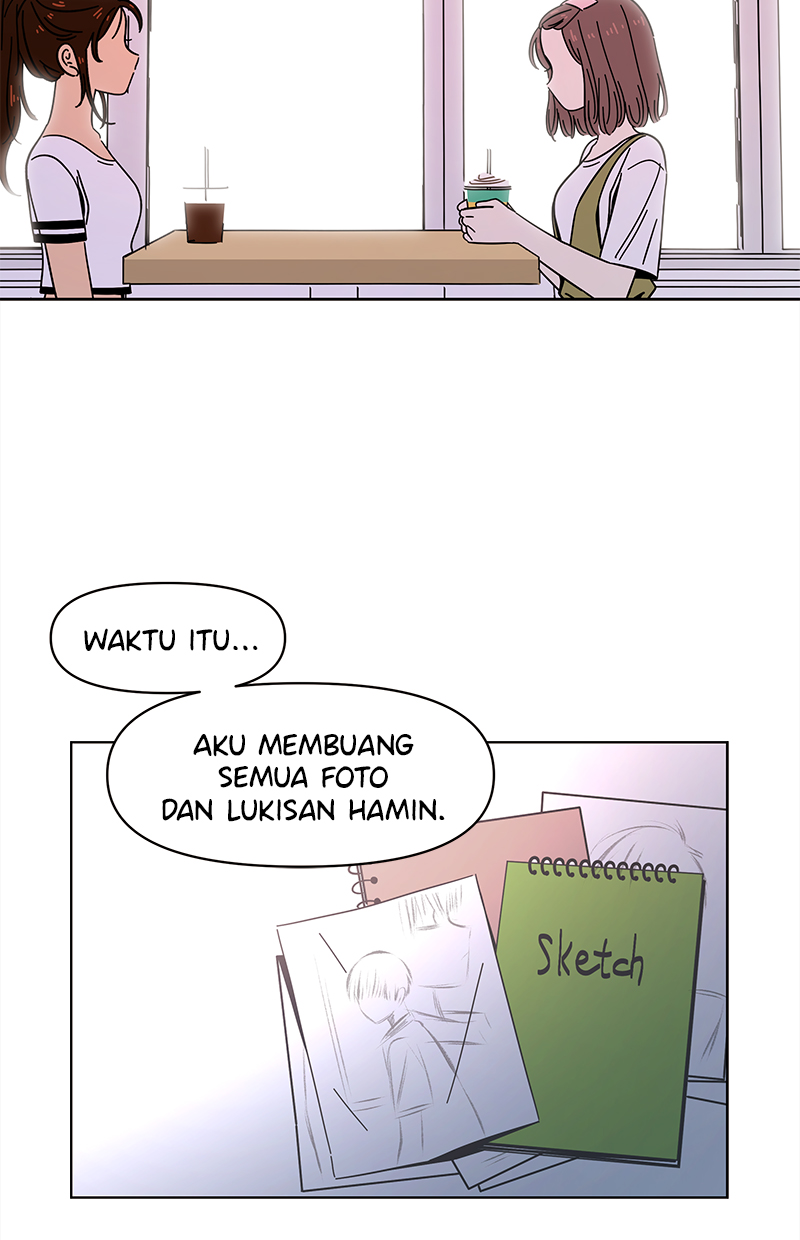 WAKTU ITU...
AKU MEMBUANG
SEMUA FOTO
DAN LUKISAN HAMIN.
Sketch